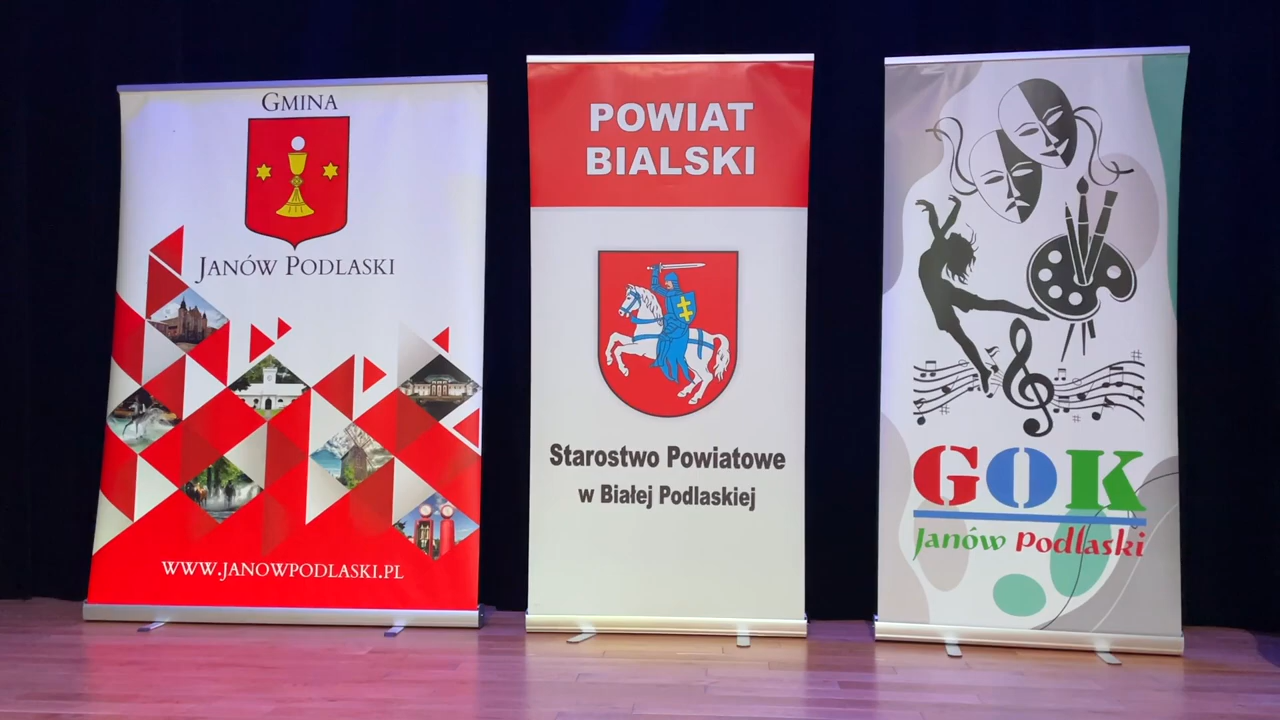 GMINA
JANÓW PODLASKI
WWW.JANOWPODLASKI.PL
POWIAT
BIALSKI
Starostwo Powiatowe
w Białej Podlaskiej
GOK
Janów Podlaski